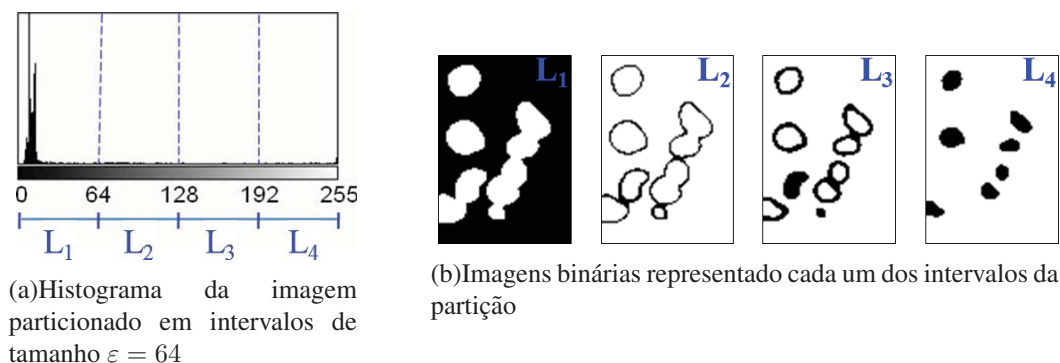 0 64 128 192 255
L₁ L₂ L₃ L₄
(a)Histograma da imagem
particionado em intervalos de
tamanho ε = 64
L₁ L₂ L₃ L₄
(b)Imagens binárias representado cada um dos intervalos da
partição